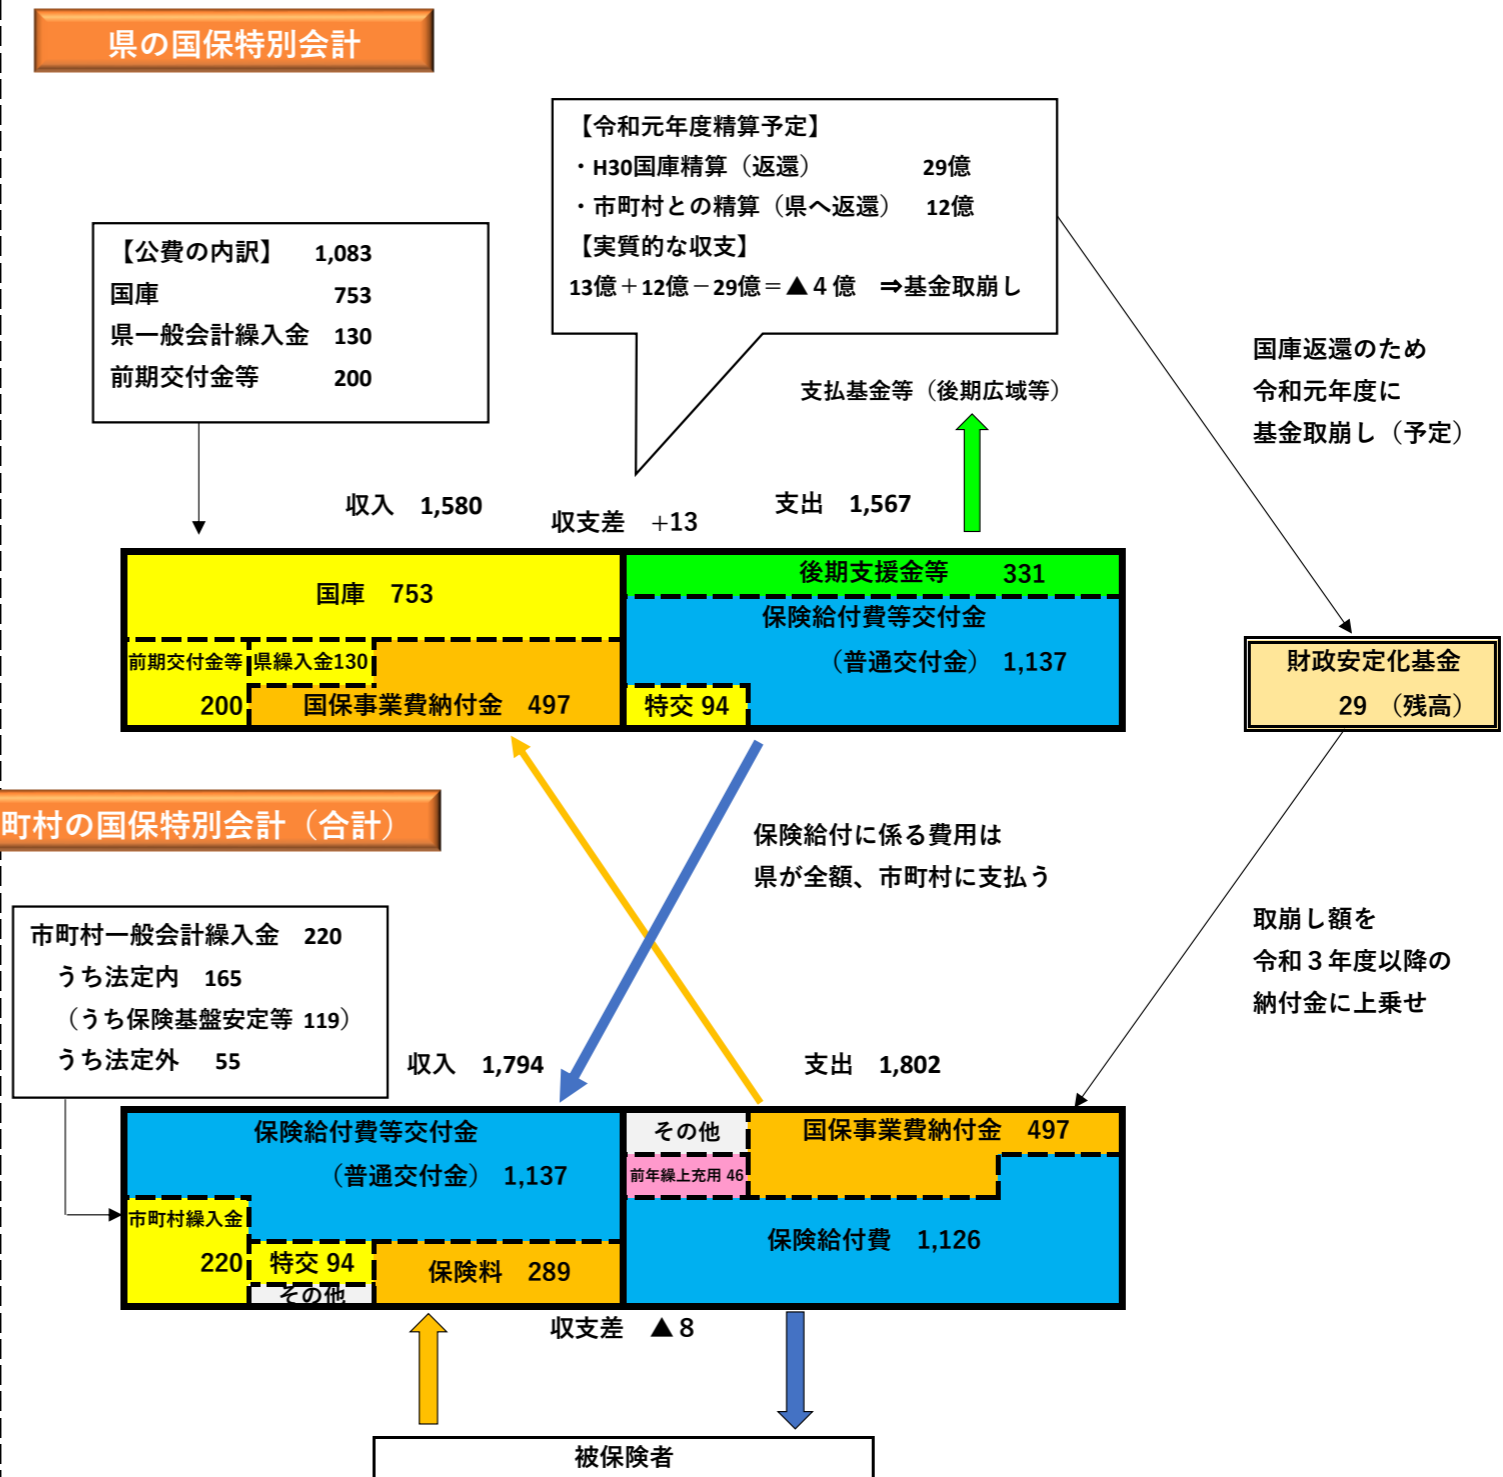 県の国保特別会計
【令和元年度精算予定】
・H30国庫精算（返還） 29億
・市町村との精算（県へ返還） 12億
【実質的な収支】
13億＋12億－29億＝▲４億 ⇒基金取崩し
【公費の内訳】 1,083
国庫 753
県一般会計繰入金 130
前期交付金等 200
国庫返還のため
令和元年度に
基金取崩し（予定）
支払基金等（後期広域等）
収入 1,580
収支差 +13
支出 1,567
国庫 753
前期交付金等
200
県繰入金130
国保事業費納付金 497
後期支援金等 331
保険給付費等交付金
（普通交付金） 1,137
特交 94
財政安定化基金
29 （残高）
町村の国保特別会計（合計）
保険給付に係る費用は
県が全額、市町村に支払う
取崩し額を
令和３年度以降の
納付金に上乗せ
市町村一般会計繰入金 220
うち法定内 165
（うち保険基盤安定等 119）
うち法定外 55
収入 1,794
支出 1,802
保険給付費等交付金
（普通交付金） 1,137
市町村繰入金
220
特交 94
その他
保険料 289
その他
前年繰上充用 46
国保事業費納付金 497
保険給付費 1,126
収支差 ▲８
被保険者